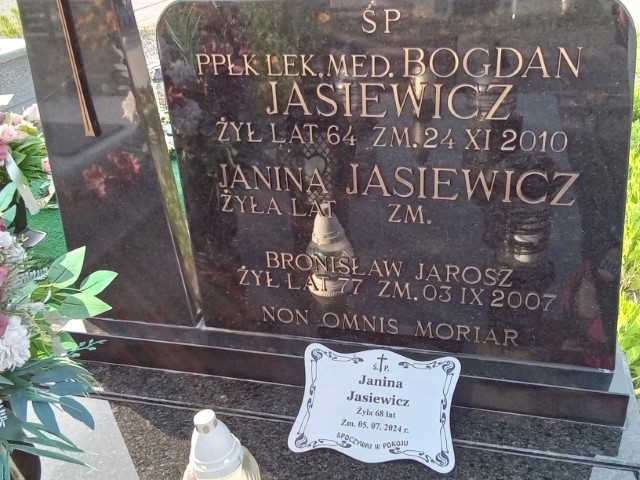 ŚP
PPŁK LEK. MED. BOGDAN
JASIEWICZ
ŻYŁ LAT 64 ZM. 24 XI 2010
JANINA JASIEWICZ
ŻYŁA LAT ZM.
BRONISŁAW JAROSZ
ŻYŁ LAT 77 ZM. 03 IX 2007
NON OMNIS MORIAR
Ś. P.
Janina
Jasiewicz
Żyła 68 lat
Zm. 05. 07. 2024 r.
SPOCZYWAJ W POKOJU